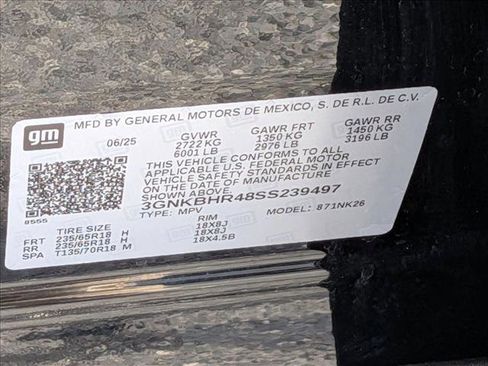 MFD BY GENERAL MOTORS DE MEXICO, S. DE R.L. DE C.V.
gm
06/25 GVWR GAWR FRT GAWR RR
2722 KG 1350 KG 1450 KG
6001 LB 2976 LB 3196 LB
THIS VEHICLE CONFORMS TO ALL
APPLICABLE U.S. FEDERAL MOTOR
VEHICLE SAFETY STANDARDS IN EFFECT
ON THE DATE OF MANUFACTURE
SHOWN ABOVE.
3GNKBHR48SS239497
8555
TYPE: MPV MODEL: 871NK26
TIRE SIZE RIM
FRT 235/65R18 H 18X8J
RR 235/65R18 H 18X8J
SPA T135/70R18 M 18X4.5B